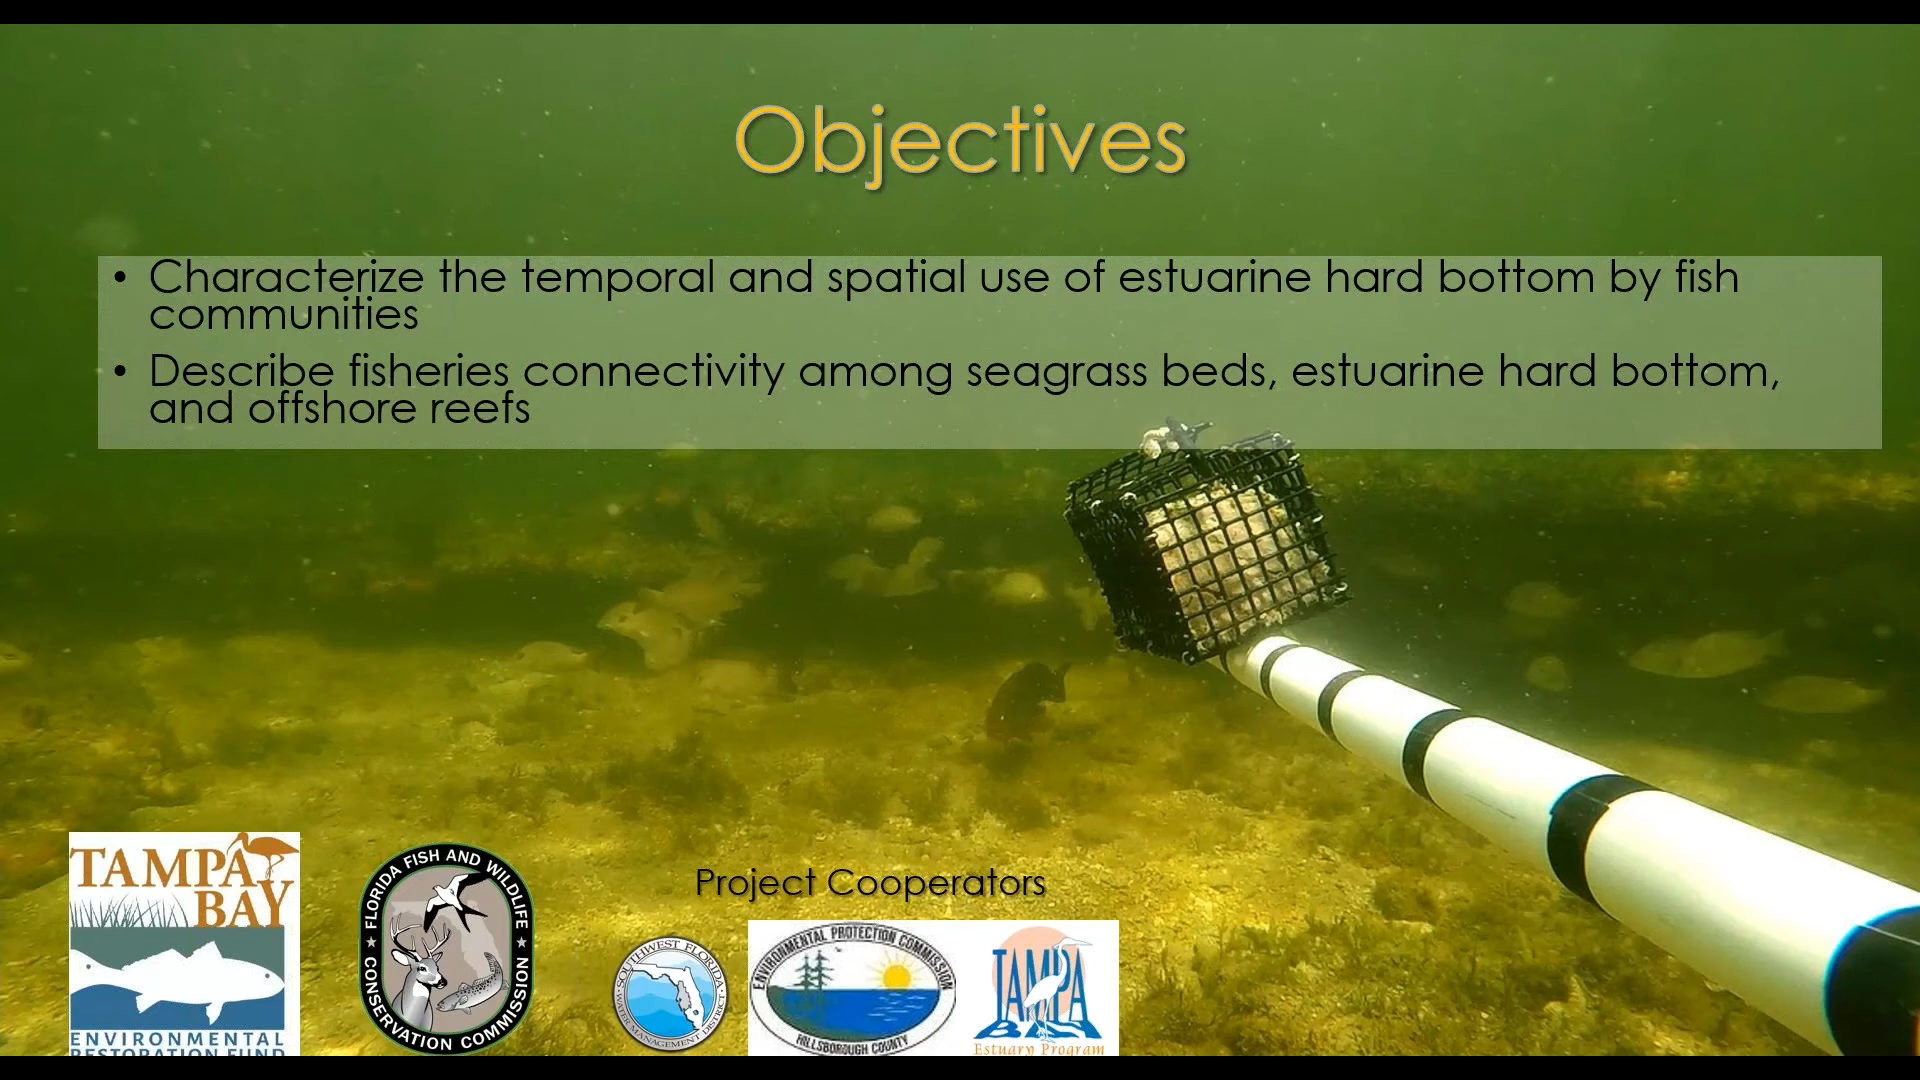 Objectives
• Characterize the temporal and spatial use of estuarine hard bottom by fish
communities
• Describe fisheries connectivity among seagrass beds, estuarine hard bottom,
and offshore reefs
Project Cooperators
TAMPA
BAY
ENVIRONMENTAL
RESTORATION FUND
FLORIDA FISH AND WILDLIFE
★ CONSERVATION COMMISSION ★
SOUTHWEST FLORIDA
WATER MANAGEMENT DISTRICT
ENVIRONMENTAL PROTECTION COMMISSION
HILLSBOROUGH COUNTY
TAMPA
Estuary Program